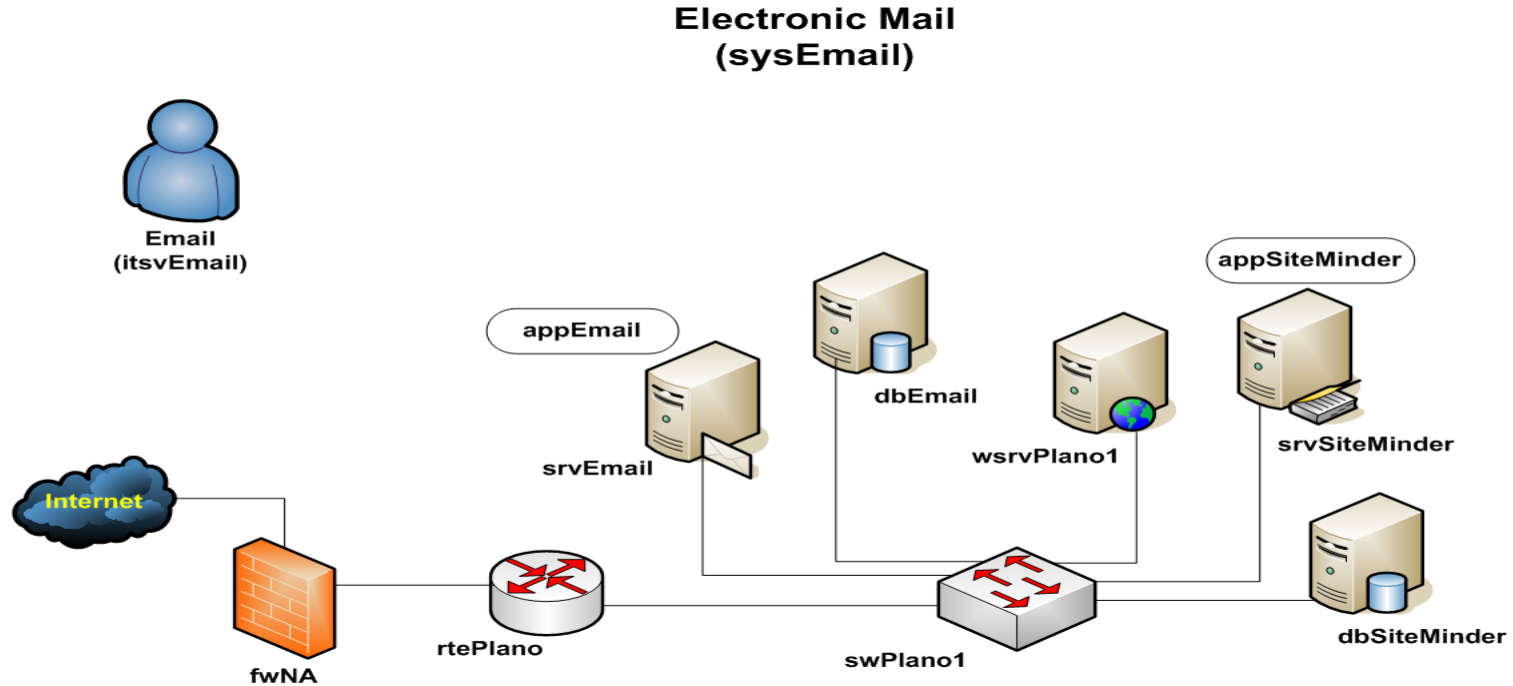 Electronic Mail
(sysEmail)
Email
(itsvEmail)
appEmail
srvEmail
dbEmail
wsrvPlano1
appSiteMinder
srvSiteMinder
Internet
fwNA
rtePlano
swPlano1
dbSiteMinder